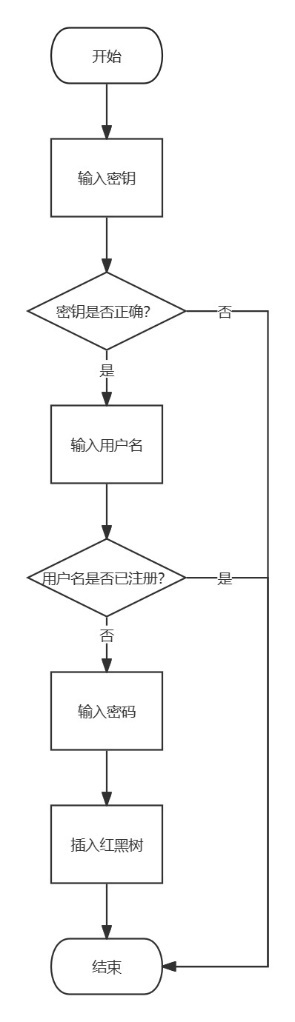 开始
输入密钥
密钥是否正确?
否
是
输入用户名
用户名是否已注册?
是
否
输入密码
插入红黑树
结束